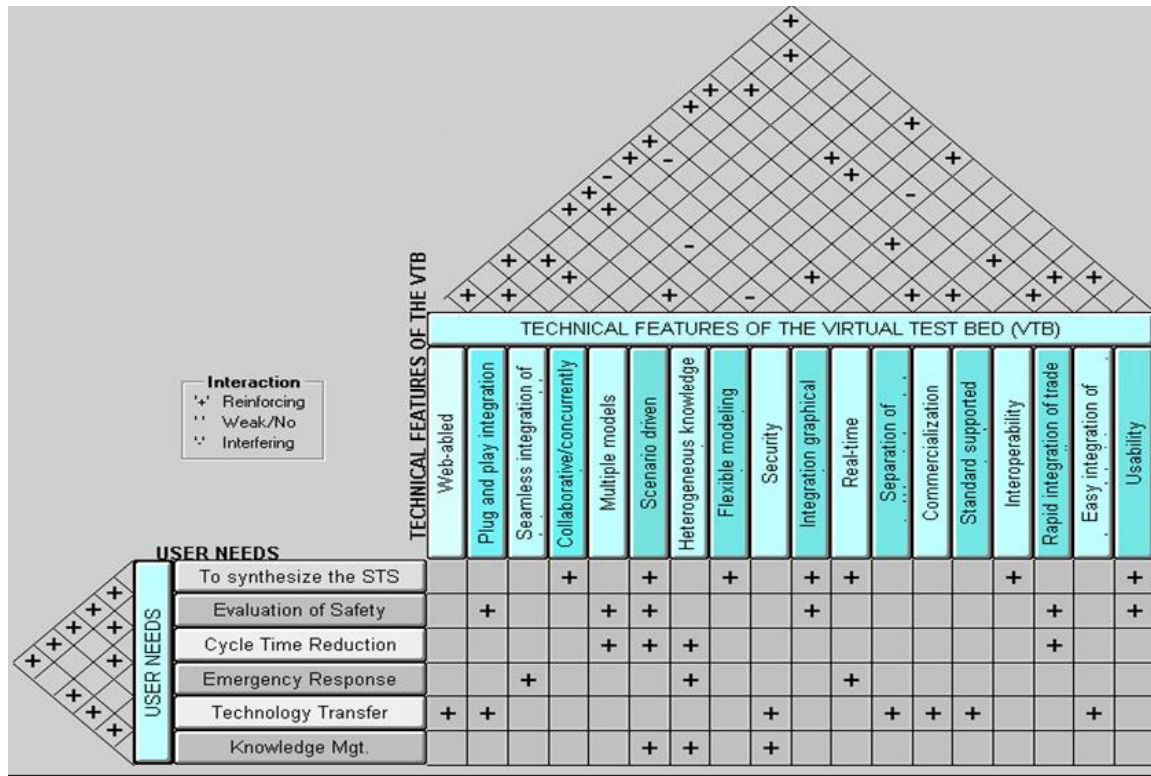 TECHNICAL FEATURES OF THE VTB
TECHNICAL FEATURES OF THE VIRTUAL TEST BED (VTB)
Interaction
'+' Reinforcing
' ' Weak/No
'-' Interfering
Web-abled
Plug and play integration
Seamless integration of
Collaborative/concurrently
Multiple models
Scenario driven
Heterogenous knowledge
Flexible modeling
Security
Integration graphical
Real-time
Separation of
Commercialization
Standard supported
Interoperability
Rapid integration of trade
Easy integration of
Usability
USER NEEDS
USER NEEDS
To synthesize the STS
Evaluation of Safety
Cycle Time Reduction
Emergency Response
Technology Transfer
Knowledge Mgt.